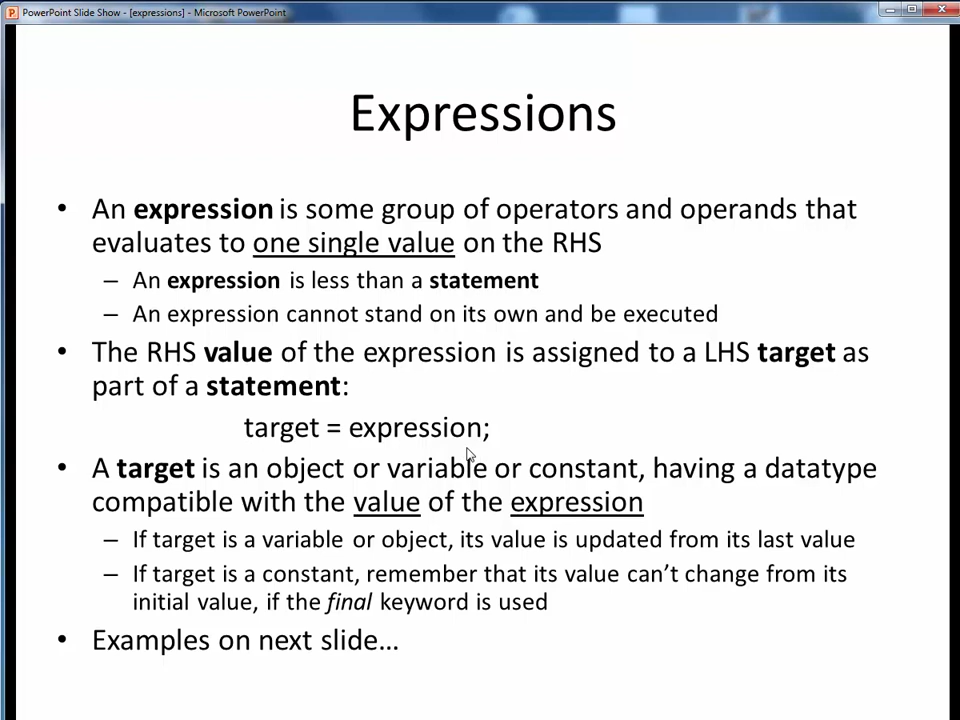 PowerPoint Slide Show - [expressions] - Microsoft PowerPoint
Expressions
• An expression is some group of operators and operands that
evaluates to one single value on the RHS
– An expression is less than a statement
– An expression cannot stand on its own and be executed
• The RHS value of the expression is assigned to a LHS target as
part of a statement:
target = expression;
• A target is an object or variable or constant, having a datatype
compatible with the value of the expression
– If target is a variable or object, its value is updated from its last value
– If target is a constant, remember that its value can’t change from its
initial value, if the final keyword is used
• Examples on next slide…